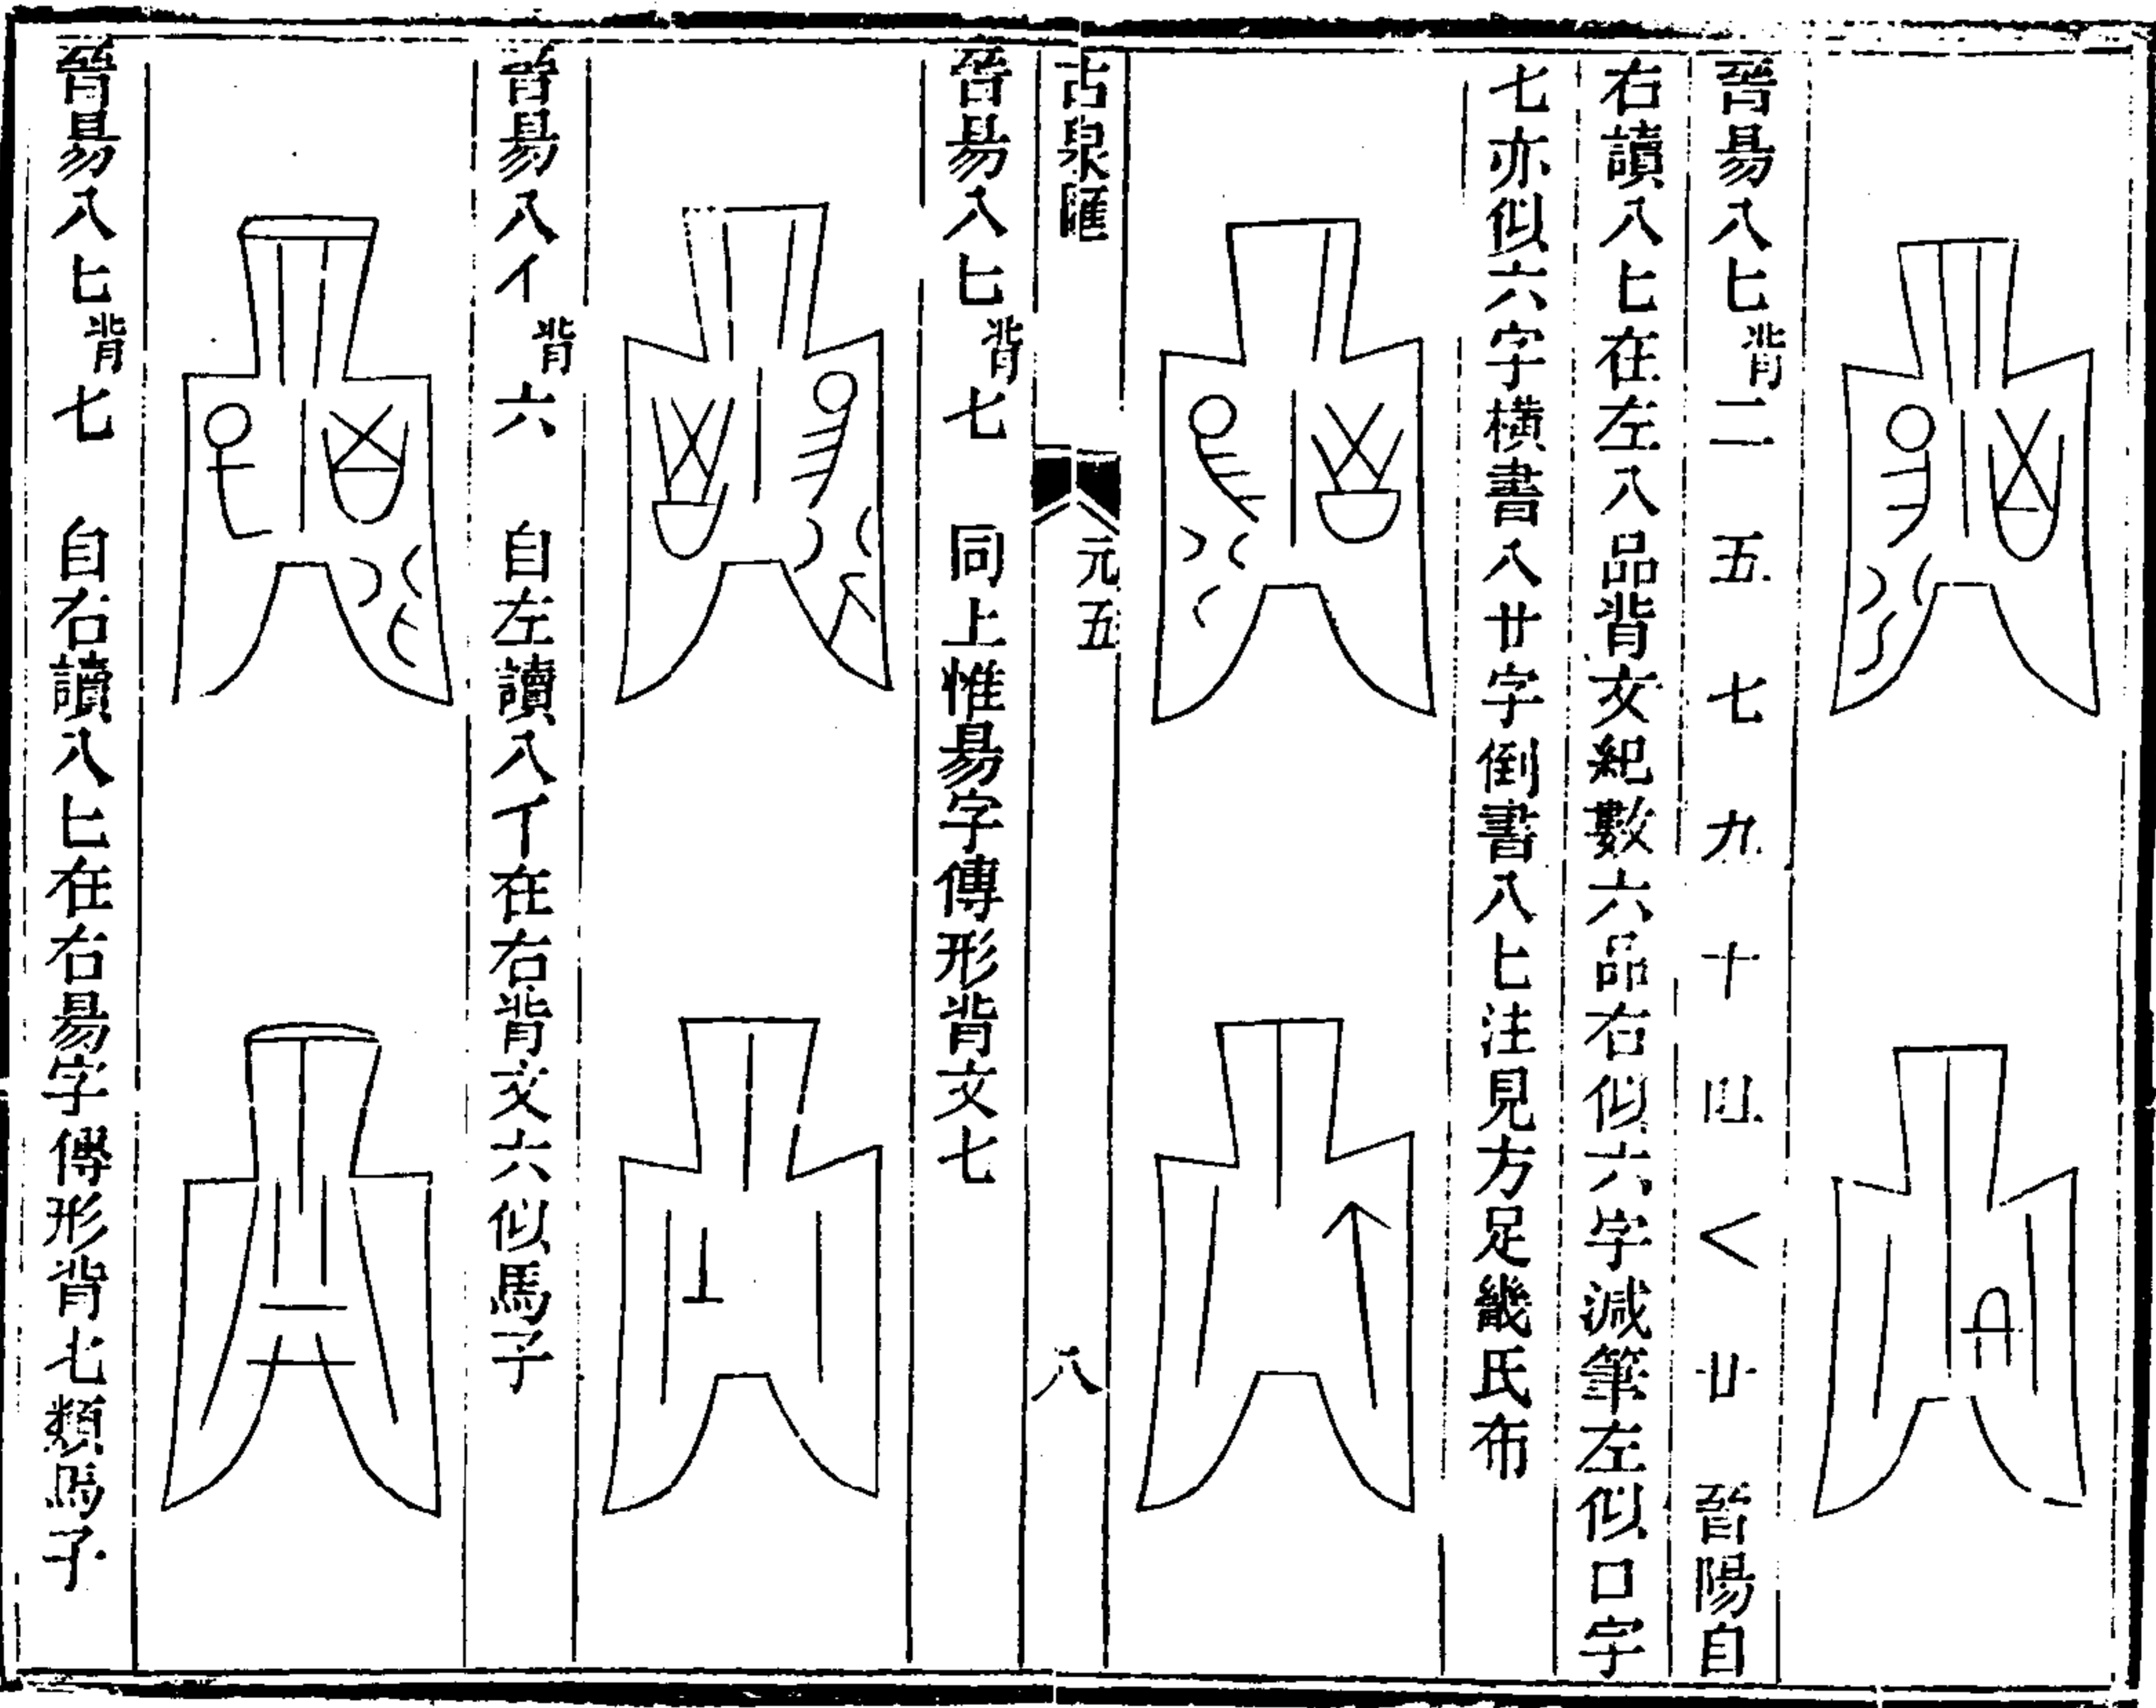 晉昜八匕背二 五 七 九 十 𠃢 < 廿 晉陽自
右讀八匕在左八品背文紀數六品右似六字減筆左似口字
七亦似六字橫書八廿字倒書八匕注見方足畿氏布
古泉匯 元五 八
晉昜八匕背七 同上惟昜字傳形背文七
晉昜八亻背六 自左讀八亻在右背文六似馬子
晉昜八匕背七 自右讀八匕在右昜字傳形背七類馬子